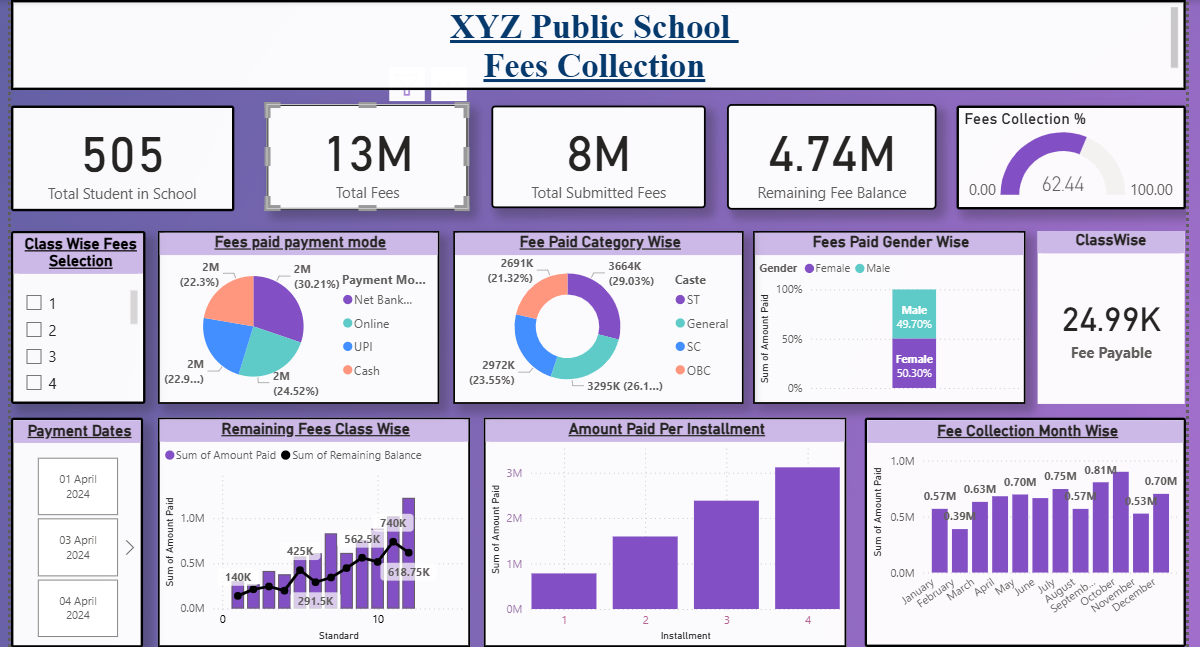 XYZ Public School
Fees Collection
505
Total Student in School
13M
Total Fees
8M
Total Submitted Fees
4.74M
Remaining Fee Balance
Fees Collection %
0.00
62.44
100.00
Class Wise Fees
Selection
1
2
3
4
Fees paid payment mode
2M
(22.3%)
2M
(30.21%)
2M
(22.9...)
2M
(24.52%)
Payment Mo...
Net Bank...
Online
UPI
Cash
Fee Paid Category Wise
2691K
(21.32%)
3664K
(29.03%)
2972K
(23.55%)
3295K (26.1...)
Caste
ST
General
SC
OBC
Fees Paid Gender Wise
Gender
Female
Male
Sum of Amount Paid
100%
50%
0%
Male
49.70%
Female
50.30%
ClassWise
24.99K
Fee Payable
Payment Dates
01 April
2024
03 April
2024
04 April
2024
Remaining Fees Class Wise
Sum of Amount Paid
Sum of Remaining Balance
Sum of Amount Paid
1.0M
0.5M
0.0M
140K
425K
291.5K
562.5K
740K
618.75K
0
10
Standard
Amount Paid Per Installment
Sum of Amount Paid
3M
2M
1M
0M
1
2
3
4
Installment
Fee Collection Month Wise
Sum of Amount Paid
1.0M
0.5M
0.0M
0.57M
0.39M
0.63M
0.70M
0.75M
0.57M
0.81M
0.53M
0.70M
January
February
March
April
May
June
July
August
Septemb...
October
November
December